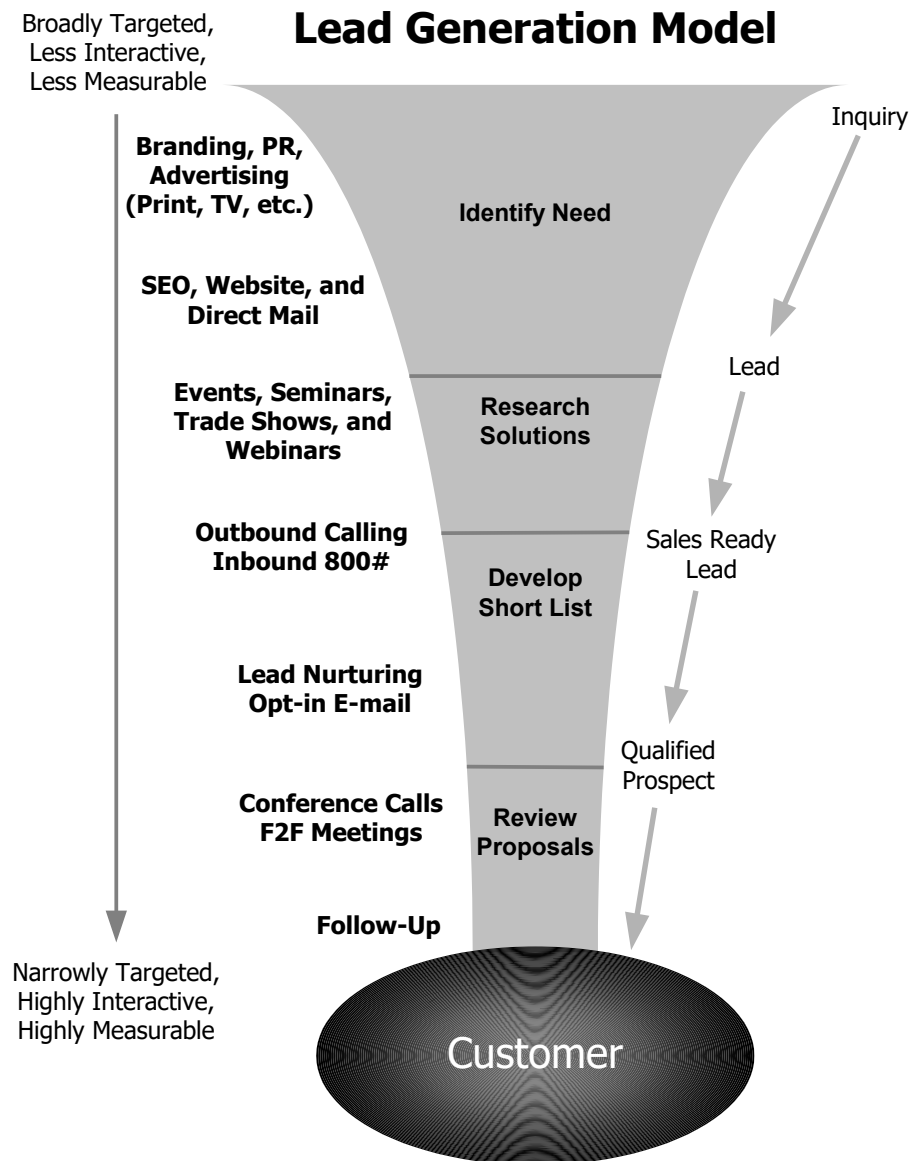 Lead Generation Model
Broadly Targeted,
Less Interactive,
Less Measurable
Inquiry
Branding, PR,
Advertising
(Print, TV, etc.)
Identify Need
SEO, Website, and
Direct Mail
Lead
Events, Seminars,
Trade Shows, and
Webinars
Research
Solutions
Outbound Calling
Inbound 800#
Sales Ready
Lead
Develop
Short List
Lead Nurturing
Opt-in E-mail
Qualified
Prospect
Conference Calls
F2F Meetings
Review
Proposals
Follow-Up
Narrowly Targeted,
Highly Interactive,
Highly Measurable
Customer